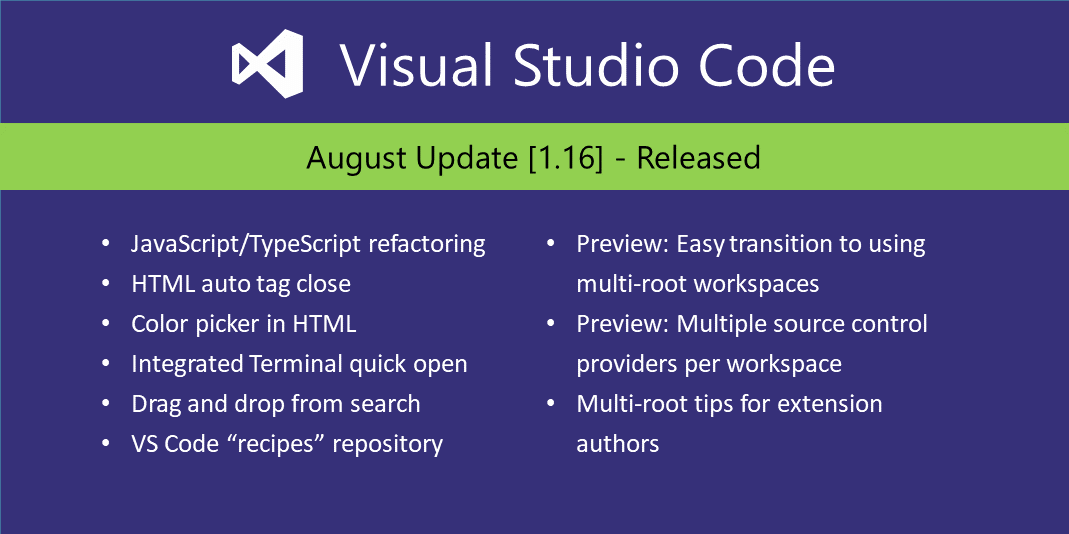 Visual Studio Code
August Update [1.16] - Released
• JavaScript/TypeScript refactoring
• HTML auto tag close
• Color picker in HTML
• Integrated Terminal quick open
• Drag and drop from search
• VS Code “recipes” repository
• Preview: Easy transition to using
multi-root workspaces
• Preview: Multiple source control
providers per workspace
• Multi-root tips for extension
authors